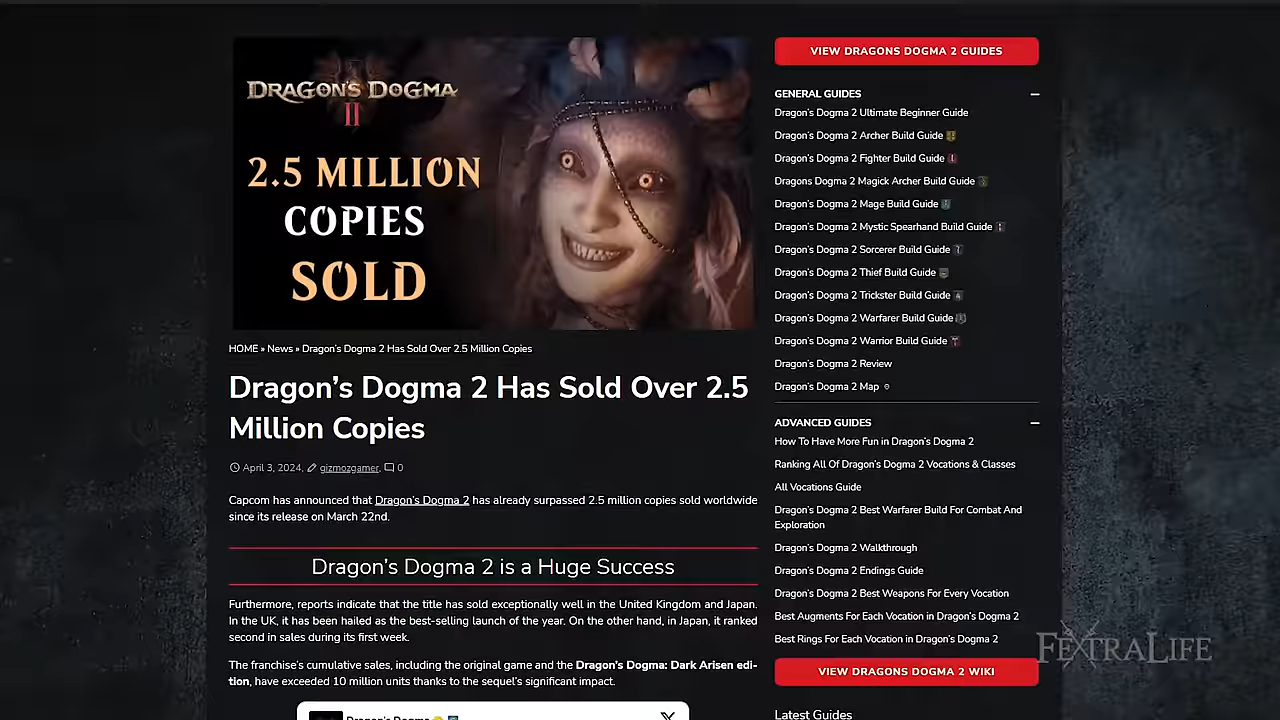 DRAGON'S DOGMA
II
2.5 MILLION
COPIES
SOLD
HOME » News » Dragon's Dogma 2 Has Sold Over 2.5 Million Copies
Dragon's Dogma 2 Has Sold Over 2.5
Million Copies
April 3, 2024, gizmozgamer, 0
Capcom has announced that Dragon's Dogma 2 has already surpassed 2.5 million copies sold worldwide
since its release on March 22nd.
Dragon's Dogma 2 is a Huge Success
Furthermore, reports indicate that the title has sold exceptionally well in the United Kingdom and Japan.
In the UK, it has been hailed as the best-selling launch of the year. On the other hand, in Japan, it ranked
second in sales during its first week.
The franchise's cumulative sales, including the original game and the Dragon's Dogma: Dark Arisen edi-
tion, have exceeded 10 million units thanks to the sequel's significant impact.
Dragon's Dogma
VIEW DRAGONS DOGMA 2 GUIDES
GENERAL GUIDES
Dragon's Dogma 2 Ultimate Beginner Guide
Dragon's Dogma 2 Archer Build Guide
Dragon's Dogma 2 Fighter Build Guide
Dragons Dogma 2 Magick Archer Build Guide
Dragon's Dogma 2 Mage Build Guide
Dragon's Dogma 2 Mystic Spearhand Build Guide
Dragon's Dogma 2 Sorcerer Build Guide
Dragon's Dogma 2 Thief Build Guide
Dragon's Dogma 2 Trickster Build Guide
Dragon's Dogma 2 Warfarer Build Guide
Dragon's Dogma 2 Warrior Build Guide
Dragon's Dogma 2 Review
Dragon's Dogma 2 Map
ADVANCED GUIDES
How To Have More Fun in Dragon's Dogma 2
Ranking All Of Dragon's Dogma 2 Vocations & Classes
All Vocations Guide
Dragon's Dogma 2 Best Warfarer Build For Combat And
Exploration
Dragon's Dogma 2 Walkthrough
Dragon's Dogma 2 Endings Guide
Dragon's Dogma 2 Best Weapons For Every Vocation
Best Augments For Each Vocation in Dragon's Dogma 2
Best Rings For Each Vocation in Dragon's Dogma 2
VIEW DRAGONS DOGMA 2 WIKI
Latest Guides
FEXTRALIFE